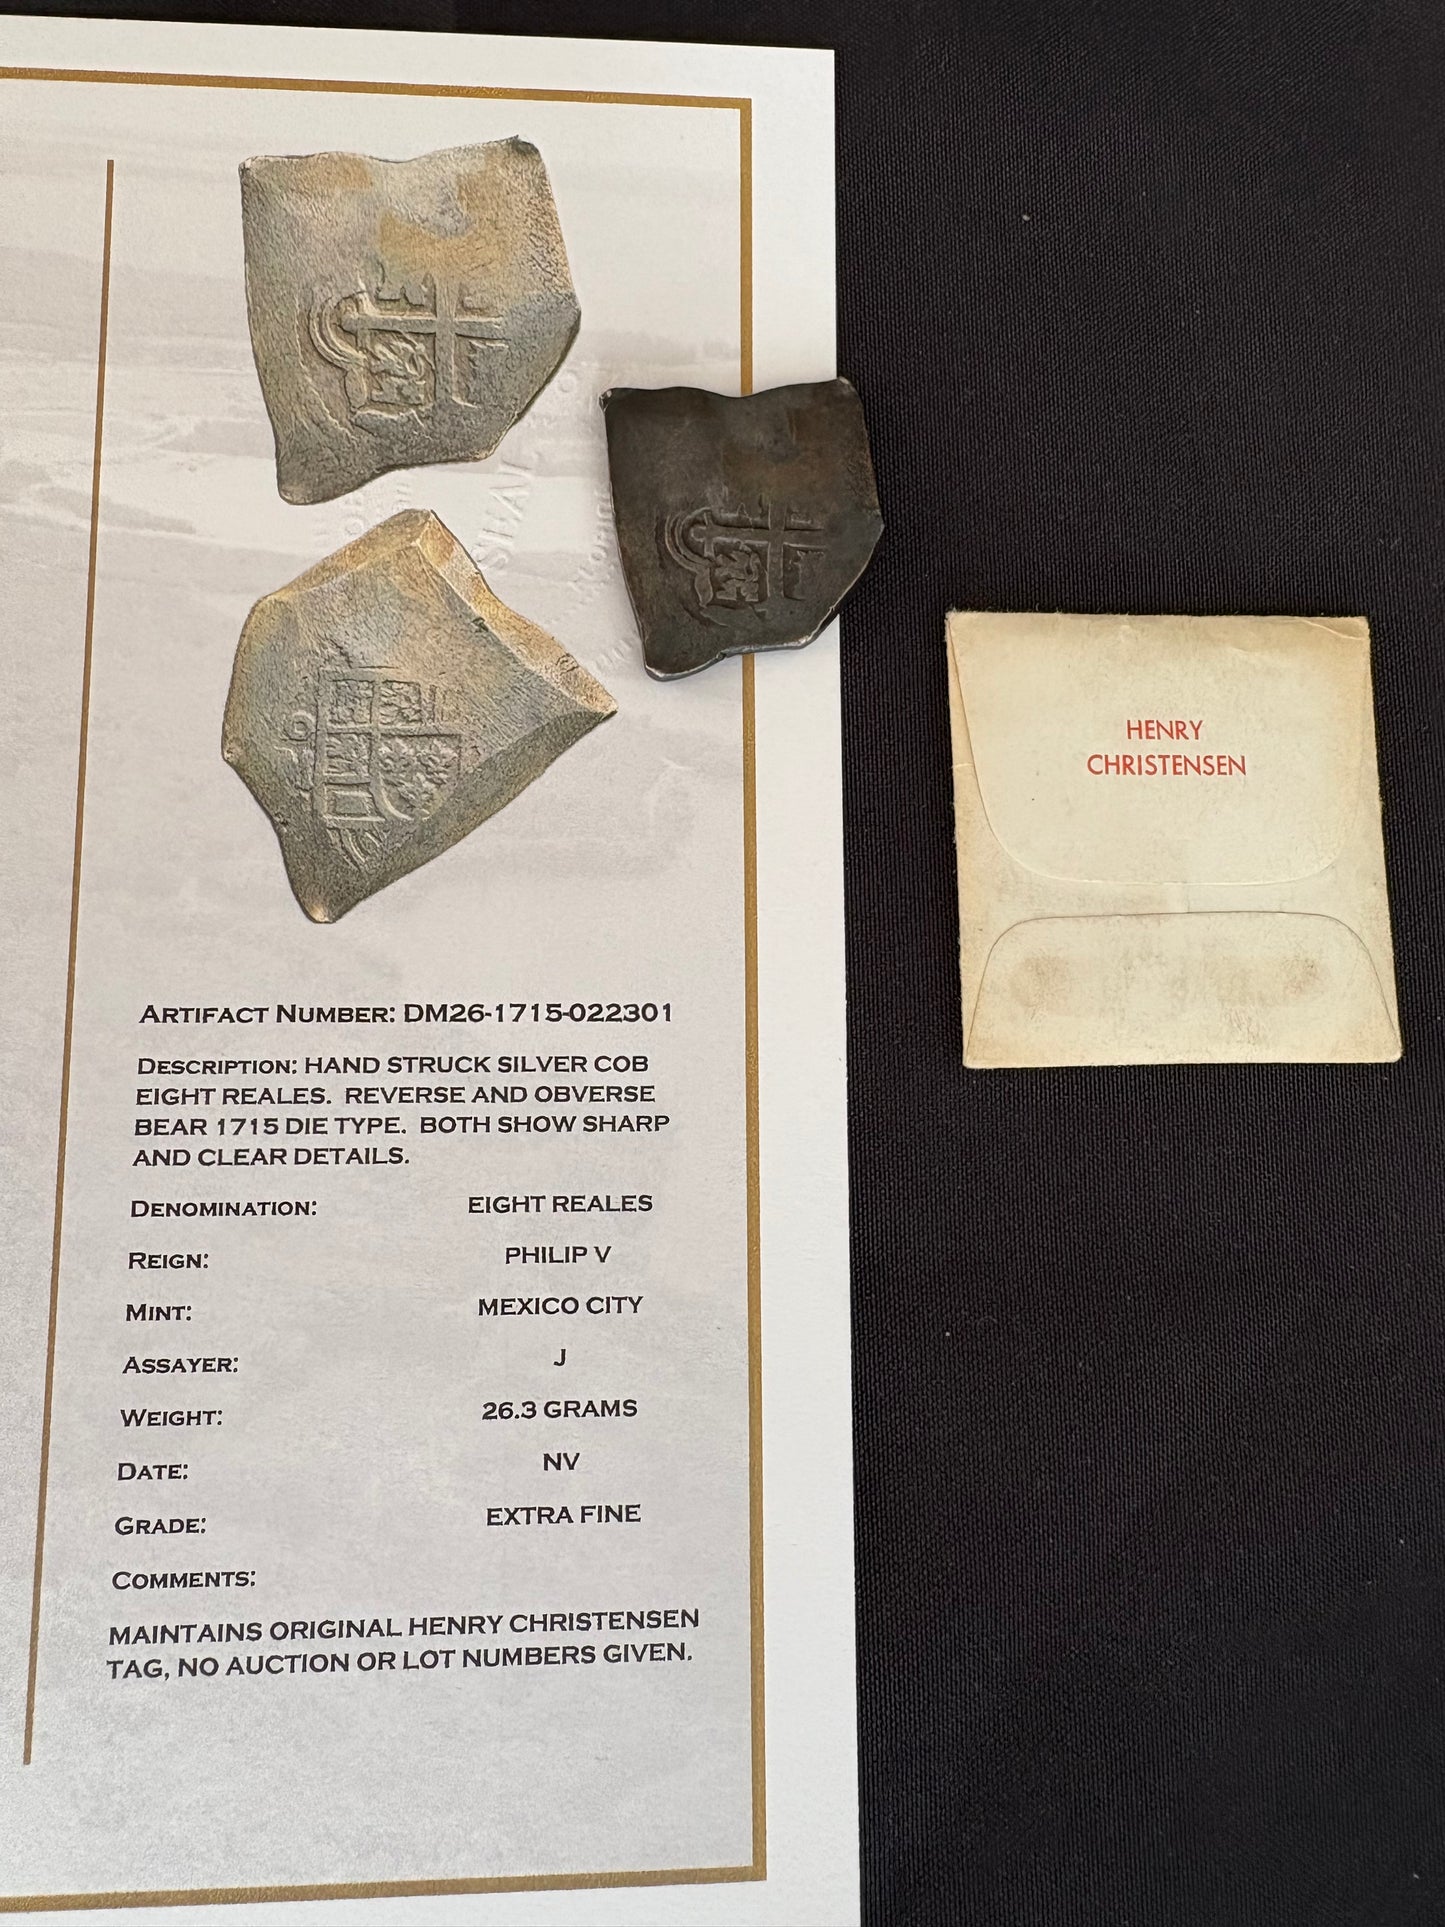 ARTIFACT NUMBER: DM26-1715-022301
DESCRIPTION: HAND STRUCK SILVER COB
EIGHT REALES. REVERSE AND OBVERSE
BEAR 1715 DIE TYPE. BOTH SHOW SHARP
AND CLEAR DETAILS.
DENOMINATION: EIGHT REALES
REIGN: PHILIP V
MINT: MEXICO CITY
ASSAYER: J
WEIGHT: 26.3 GRAMS
DATE: NV
GRADE: EXTRA FINE
COMMENTS:
MAINTAINS ORIGINAL HENRY CHRISTENSEN
TAG, NO AUCTION OR LOT NUMBERS GIVEN.
HENRY
CHRISTENSEN
SEAL